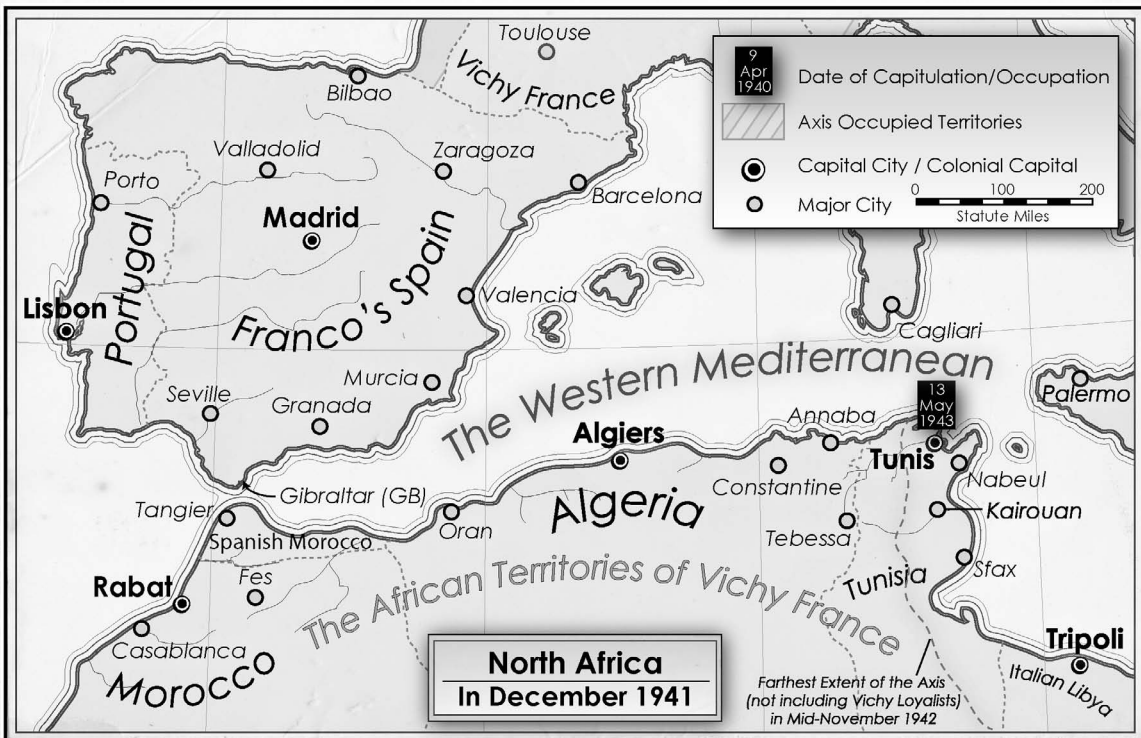 Toulouse
Vichy France
Bilbao
Valladolid
Zaragoza
Porto
Barcelona
Madrid
Portugal
Franco's Spain
Lisbon
Valencia
Cagliari
Murcia
Seville
Granada
The Western Mediterranean
9
Apr
1940
Date of Capitulation/Occupation
Axis Occupied Territories
Capital City / Colonial Capital
Major City
0 100 200
Statute Miles
13
May
1943
Palermo
Annaba
Algiers
Tunis
Nabeul
Constantine
Gibraltar (GB)
Tangier
Oran
Algeria
Kairouan
Tebessa
Spanish Morocco
Sfax
Fes
Rabat
The African Territories of Vichy France
Tunisia
Casablanca
Morocco
Tripoli
Italian Libya
North Africa
In December 1941
Farthest Extent of the Axis
(not including Vichy Loyalists)
in Mid-November 1942